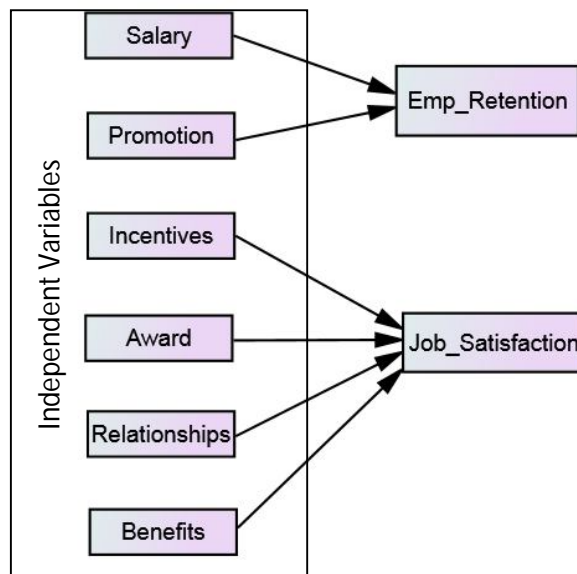 Independent Variables
Salary
Promotion
Incentives
Award
Relationships
Benefits
Emp_Retention
Job_Satisfaction